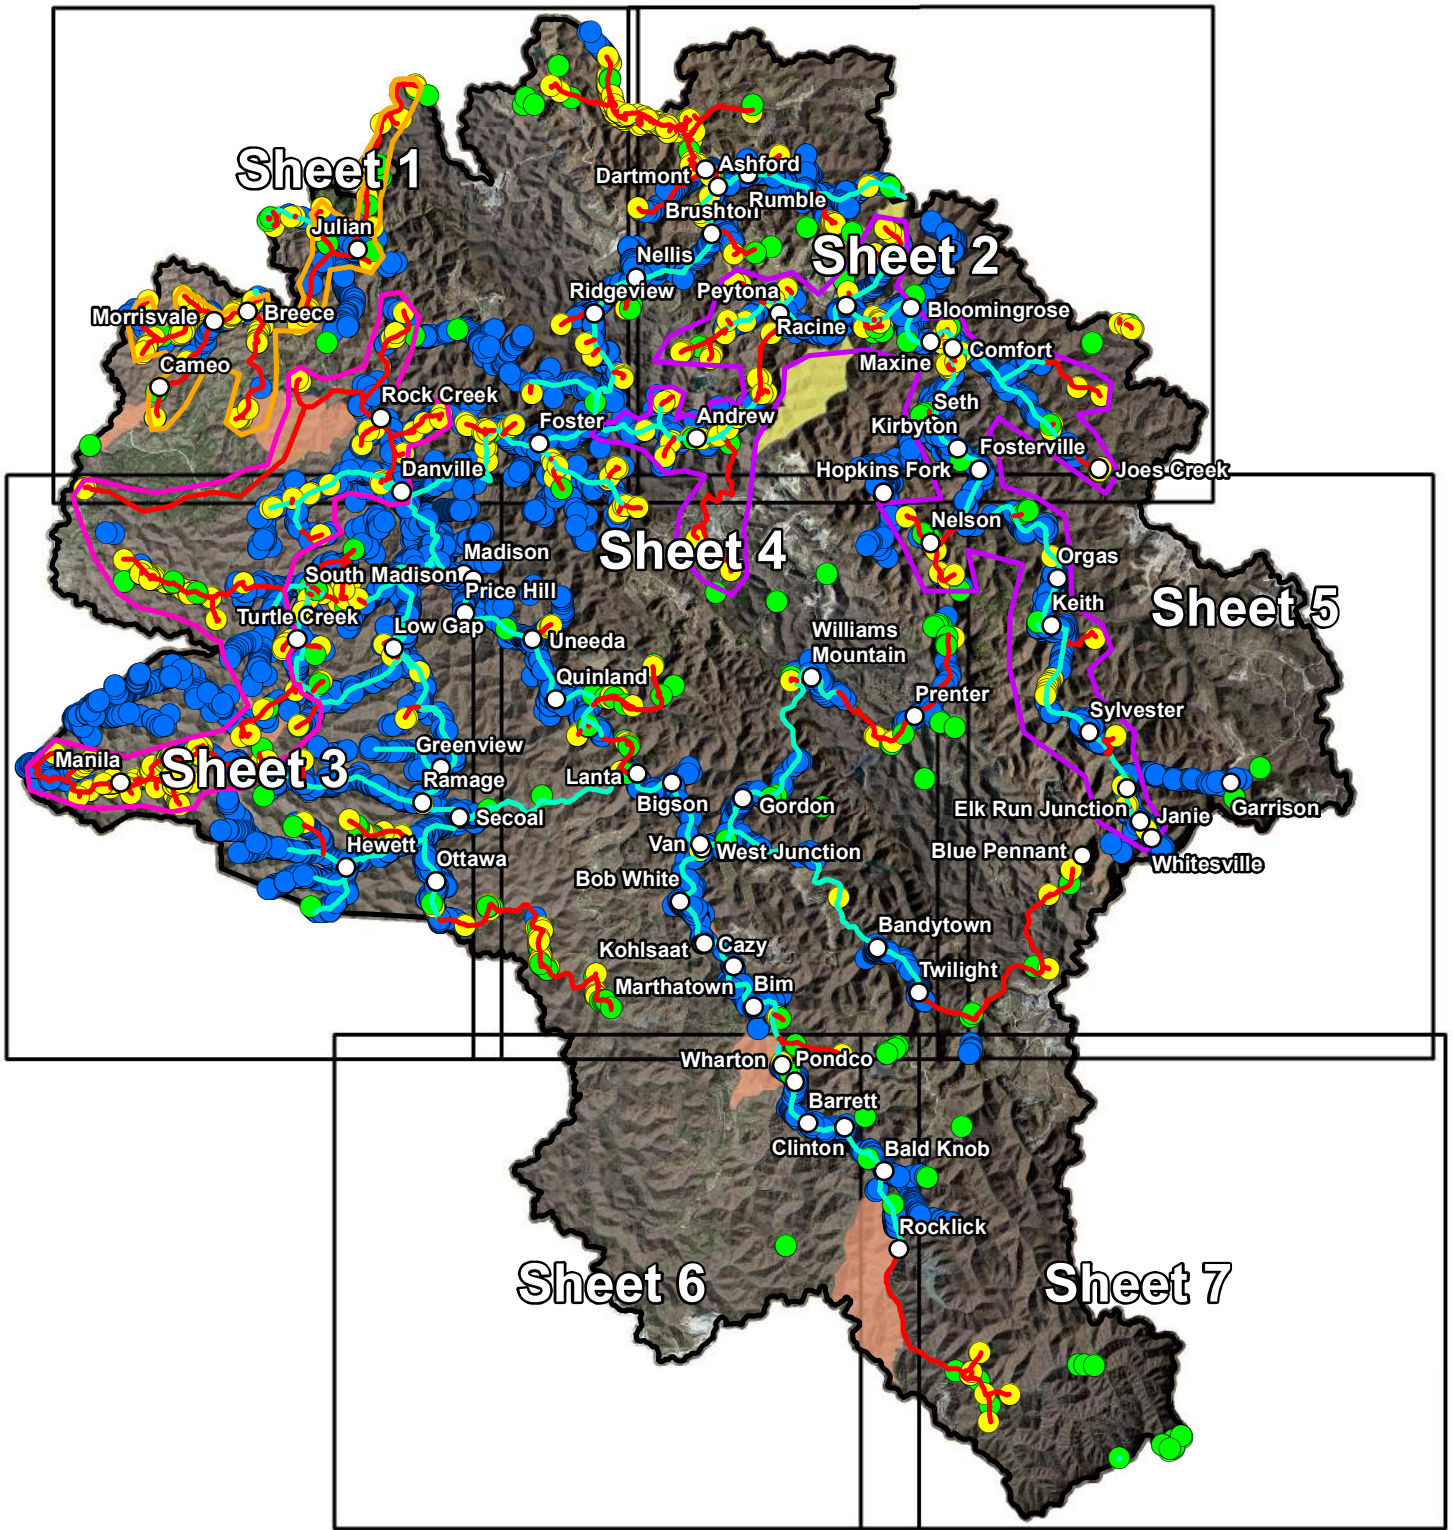 Sheet 1
Ashford
Dartmont
Rumble
Brushton
Julian
Sheet 2
Nellis
Ridgeview
Peytona
Morrisvale
Breece
Bloomingrose
Racine
Maxine
Comfort
Cameo
Rock Creek
Seth
Andrew
Foster
Kirbyton
Fosterville
Danville
Hopkins Fork
Joes Creek
Nelson
Sheet 4
Madison
Orgas
South Madison
Price Hill
Keith
Sheet 5
Turtle Creek
Low Gap
Uneeda
Williams
Mountain
Quinland
Prenter
Sylvester
Greenview
Manila
Sheet 3
Ramage
Lanta
Bigson
Gordon
Elk Run Junction
Janie
Garrison
Secoal
Hewett
Van
West Junction
Blue Pennant
Whitesville
Ottawa
Bob White
Bandytown
Kohlsaat
Cazy
Twilight
Marthatown
Bim
Wharton
Pondco
Barrett
Clinton
Bald Knob
Rocklick
Sheet 6
Sheet 7